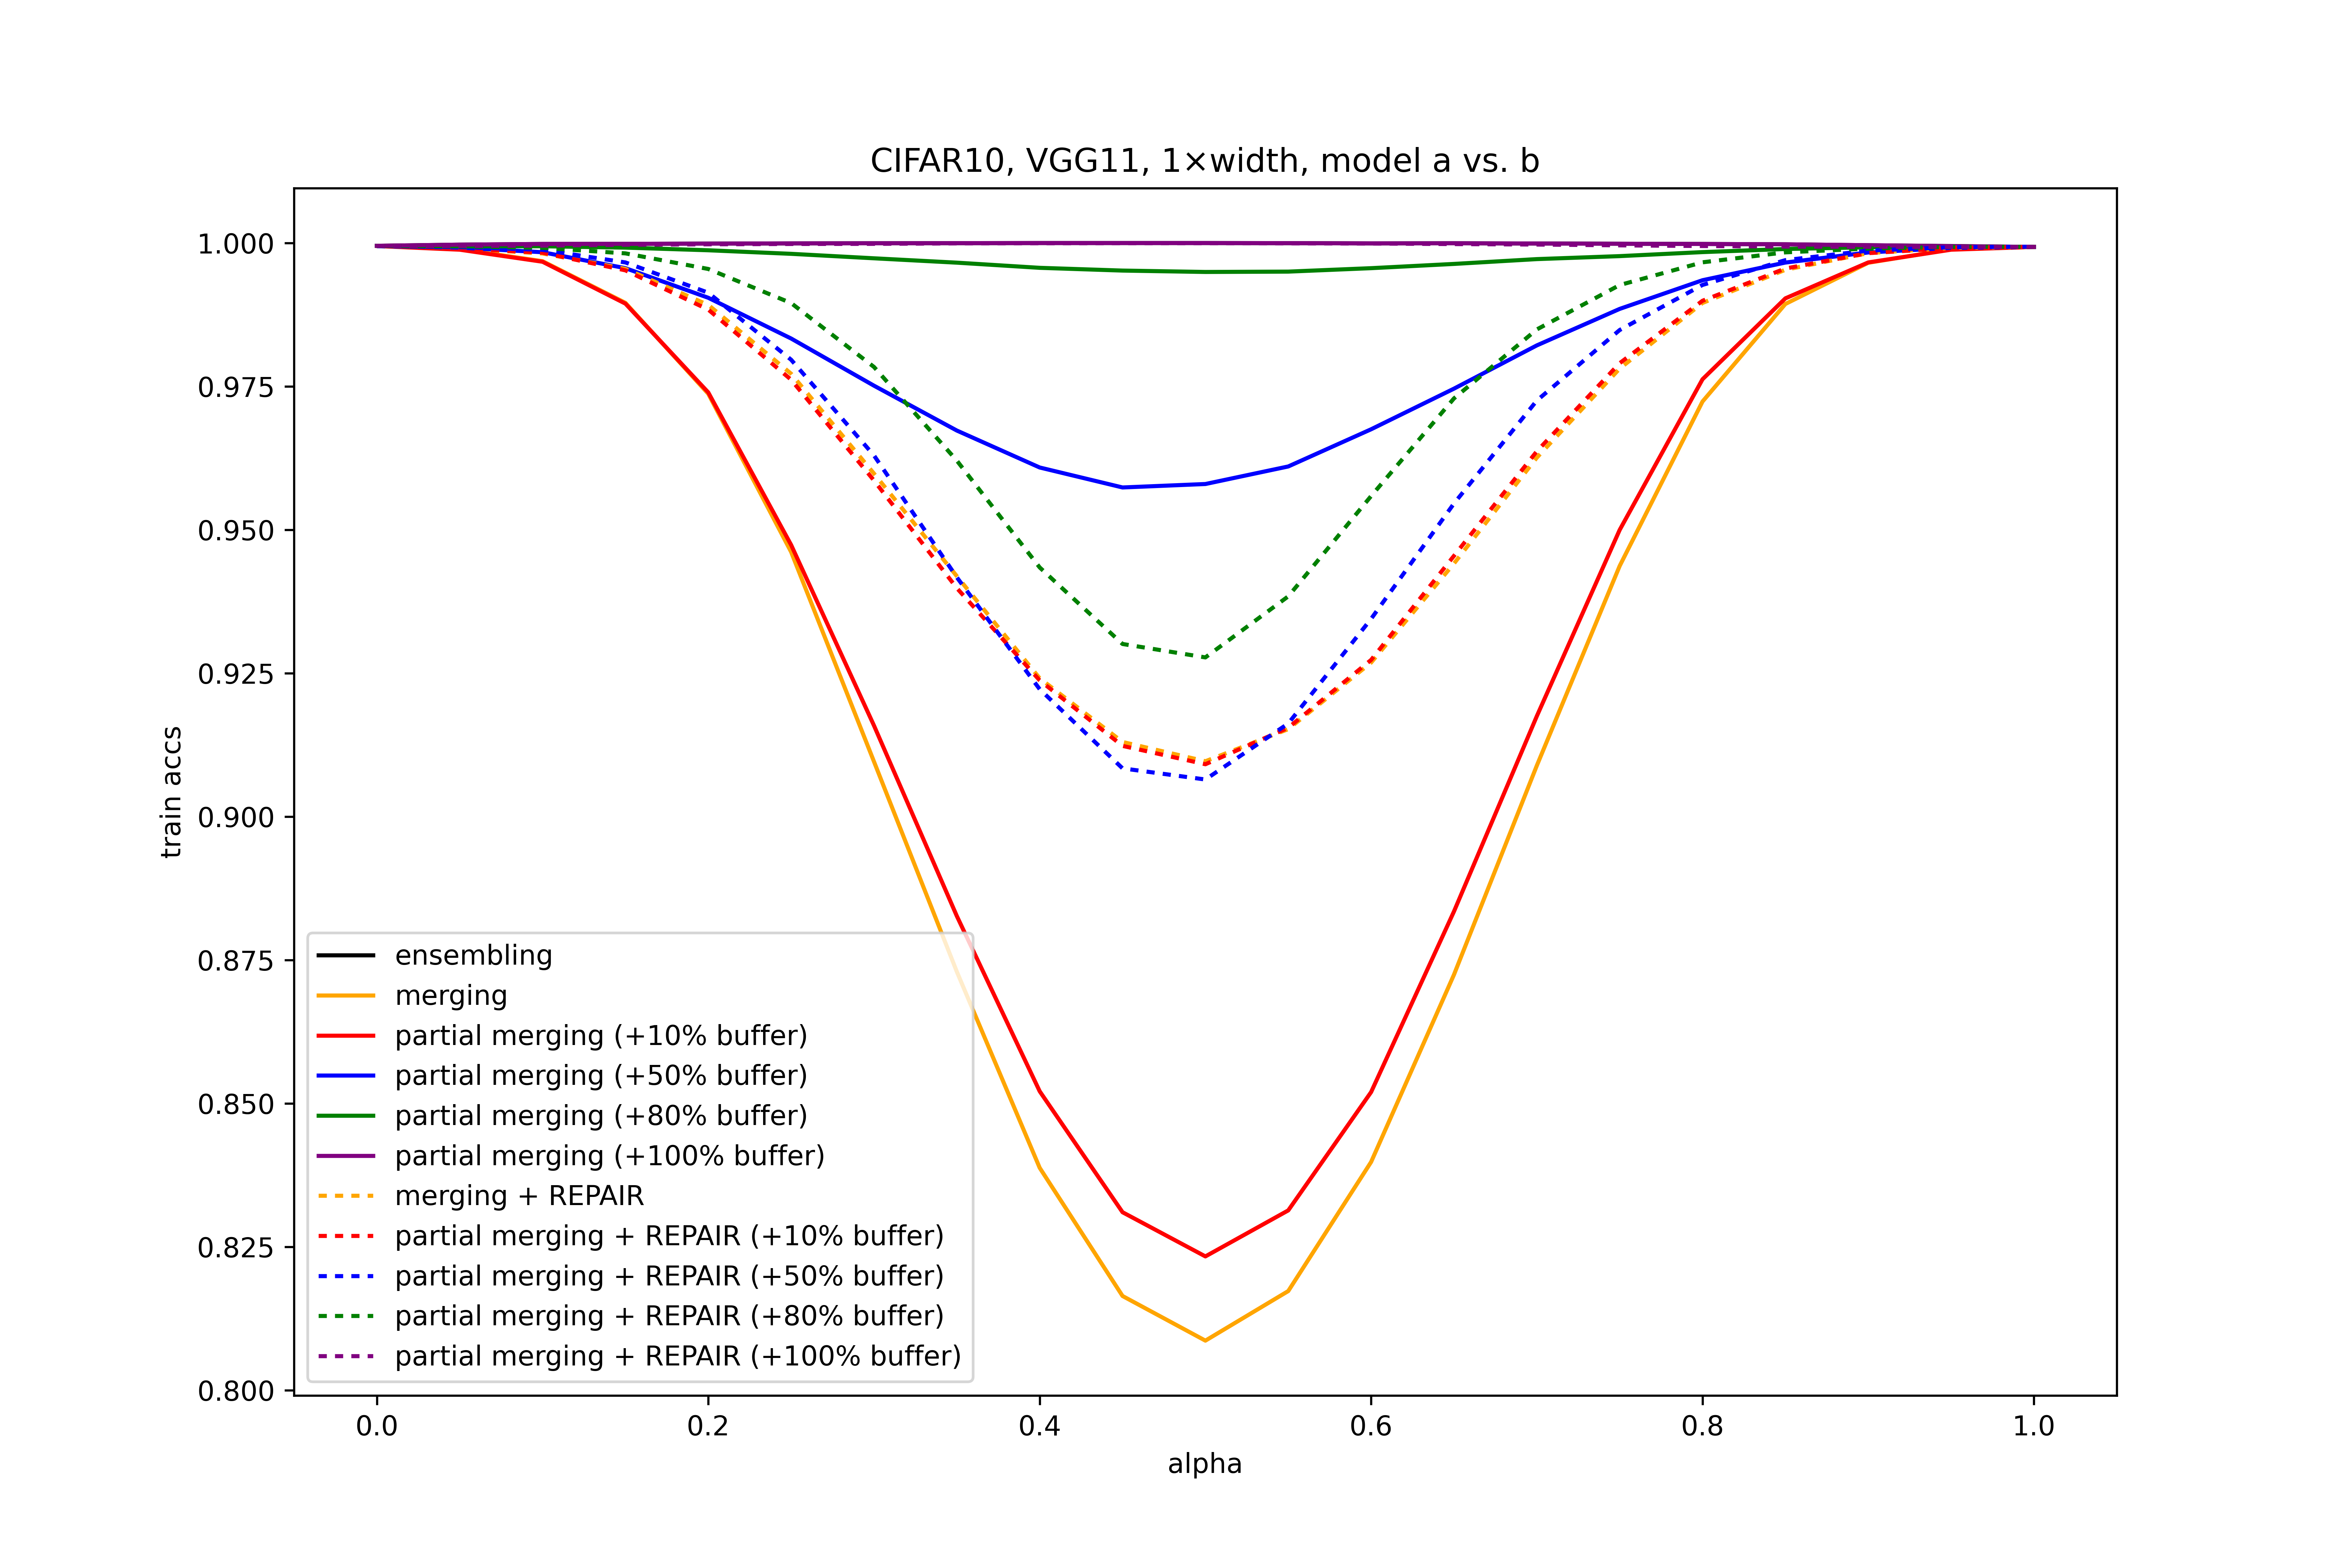 CIFAR10, VGG11, 1×width, model a vs. b
1.000
0.975
0.950
0.925
0.900
0.875
0.850
0.825
0.800
train accs
ensembling
merging
partial merging (+10% buffer)
partial merging (+50% buffer)
partial merging (+80% buffer)
partial merging (+100% buffer)
merging + REPAIR
partial merging + REPAIR (+10% buffer)
partial merging + REPAIR (+50% buffer)
partial merging + REPAIR (+80% buffer)
partial merging + REPAIR (+100% buffer)
0.0 0.2 0.4 0.6 0.8 1.0
alpha